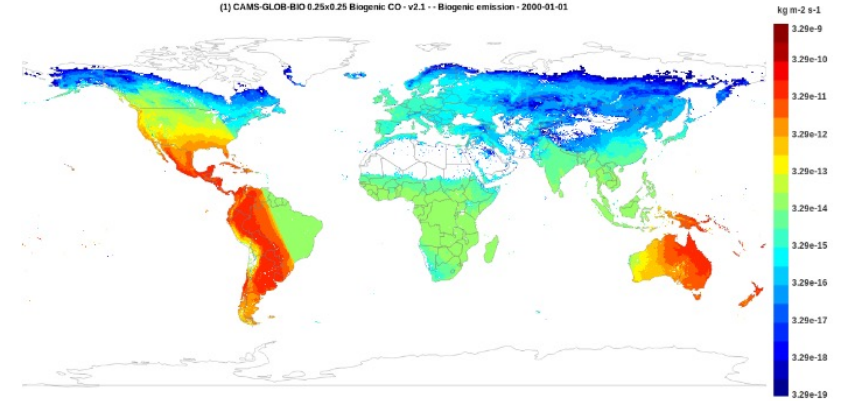 (1) CAMS-GLOB-BIO 0.25x0.25 Biogenic CO - v2.1 - - Biogenic emission - 2000-01-01
kg m-2 s-1
3.29e-9
3.29e-10
3.29e-11
3.29e-12
3.29e-13
3.29e-14
3.29e-15
3.29e-16
3.29e-17
3.29e-18
3.29e-19